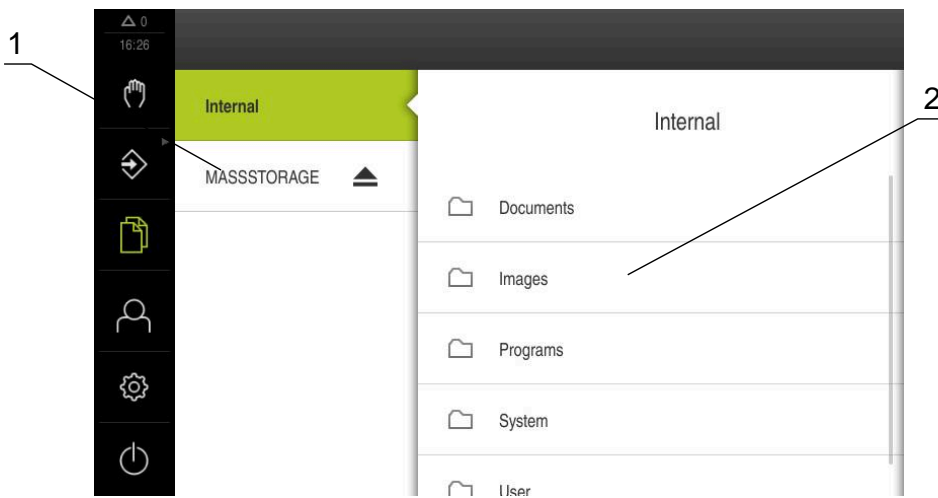 1
0
16:26
Internal
MASSSTORAGE
Internal
2
Documents
Images
Programs
System
User